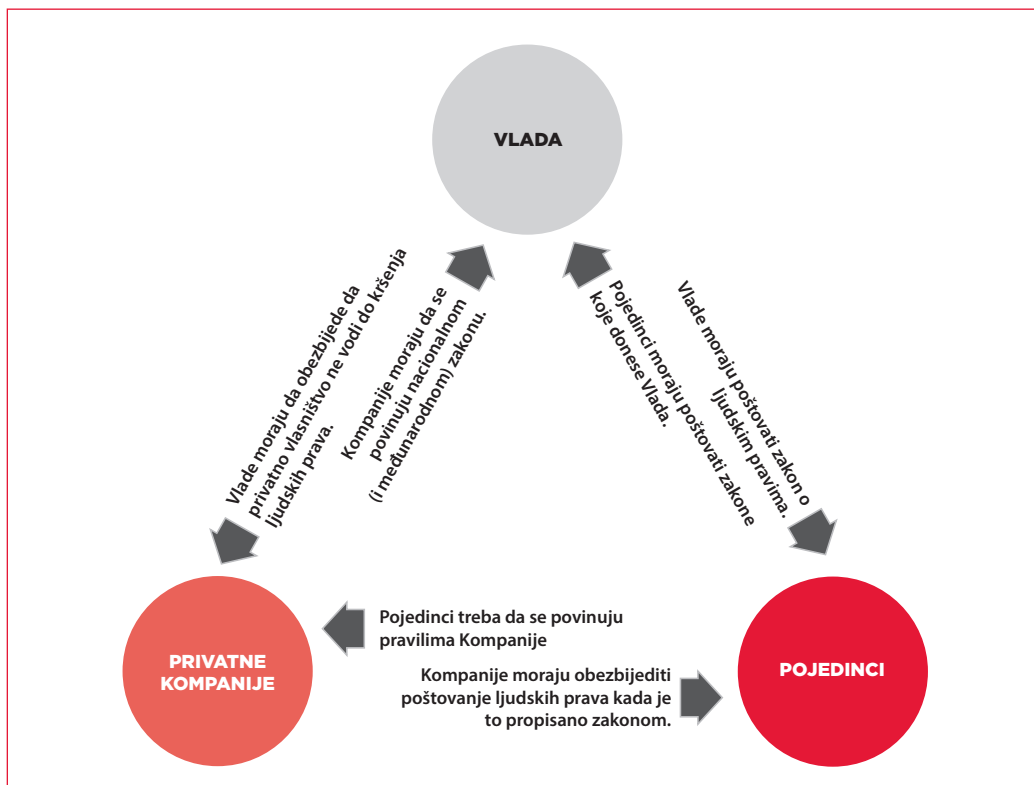 VLADA
Vlade moraju da obezbijede da
privatno vlasništvo ne vodi do kršenja
ljudskih prava.
Kompanije moraju da se
povinuju nacionalnom
(i međunarodnom) zakonu.
Pojedinci moraju poštovati zakone
koje donese Vlada.
Vlade moraju poštovati zakon o
ljudskim pravima.
PRIVATNE
KOMPANIJE
Pojedinci treba da se povinuju
pravilima Kompanije
Kompanije moraju obezbijediti
poštovanje ljudskih prava kada je
to propisano zakonom.
POJEDINCI